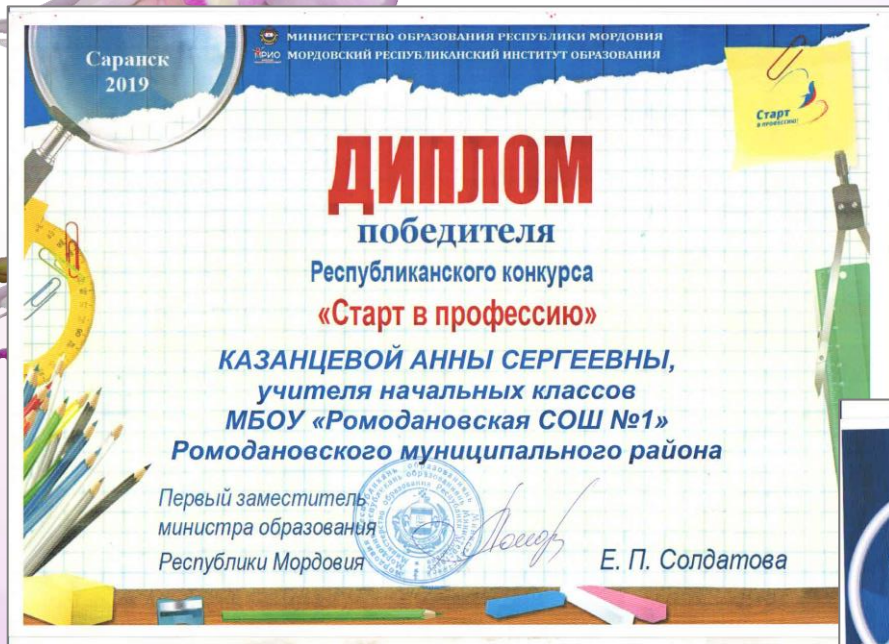 Саранск
2019
МИНИСТЕРСТВО ОБРАЗОВАНИЯ РЕСПУБЛИКИ МОРДОВИЯ
МРИО
МОРДОВСКИЙ РЕСПУБЛИКАНСКИЙ ИНСТИТУТ ОБРАЗОВАНИЯ
Старт
в профессию!
ДИПЛОМ
победителя
Республиканского конкурса
«Старт в профессию»
КАЗАНЦЕВОЙ АННЫ СЕРГЕЕВНЫ,
учителя начальных классов
МБОУ «Ромодановская СОШ №1»
Ромодановского муниципального района
Первый заместитель
министра образования
Республики Мордовия
Е. П. Солдатова